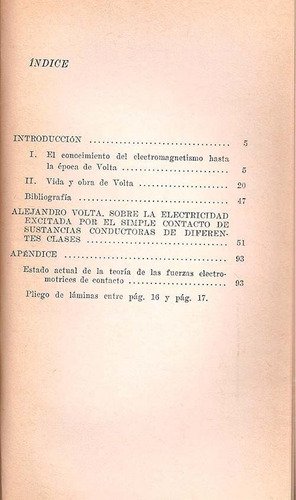 ÍNDICE
INTRODUCCIÓN ........................................ 5
I. El conocimiento del electromagnetismo hasta
la época de Volta .............................. 5
II. Vida y obra de Volta ........................... 20
Bibliografía ........................................ 47
ALEJANDRO VOLTA, SOBRE LA ELECTRICIDAD
EXCITADA POR EL SIMPLE CONTACTO DE
SUSTANCIAS CONDUCTORAS DE DIFEREN-
TES CLASES ........................................ 51
APÉNDICE ........................................ 93
Estado actual de la teoría de las fuerzas electro-
motrices de contacto .............................. 93
Pliego de láminas entre pág. 16 y pág. 17.